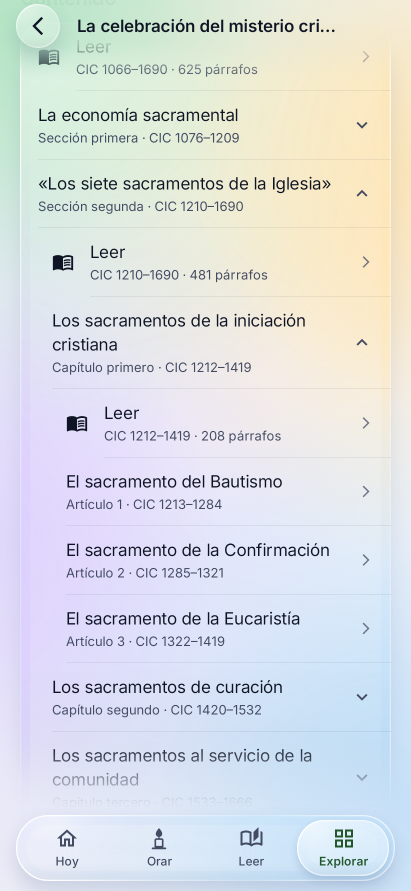 La celebración del misterio cri...
Leer
CIC 1066–1690 · 625 párrafos
La economía sacramental
Sección primera · CIC 1076–1209
«Los siete sacramentos de la Iglesia»
Sección segunda · CIC 1210–1690
Leer
CIC 1210–1690 · 481 párrafos
Los sacramentos de la iniciación
cristiana
Capítulo primero · CIC 1212–1419
Leer
CIC 1212–1419 · 208 párrafos
El sacramento del Bautismo
Artículo 1 · CIC 1213–1284
El sacramento de la Confirmación
Artículo 2 · CIC 1285–1321
El sacramento de la Eucaristía
Artículo 3 · CIC 1322–1419
Los sacramentos de curación
Capítulo segundo · CIC 1420–1532
Los sacramentos al servicio de la
comunidad
Capítulo tercero · CIC 1533–1666
Hoy
Orar
Leer
Explorar